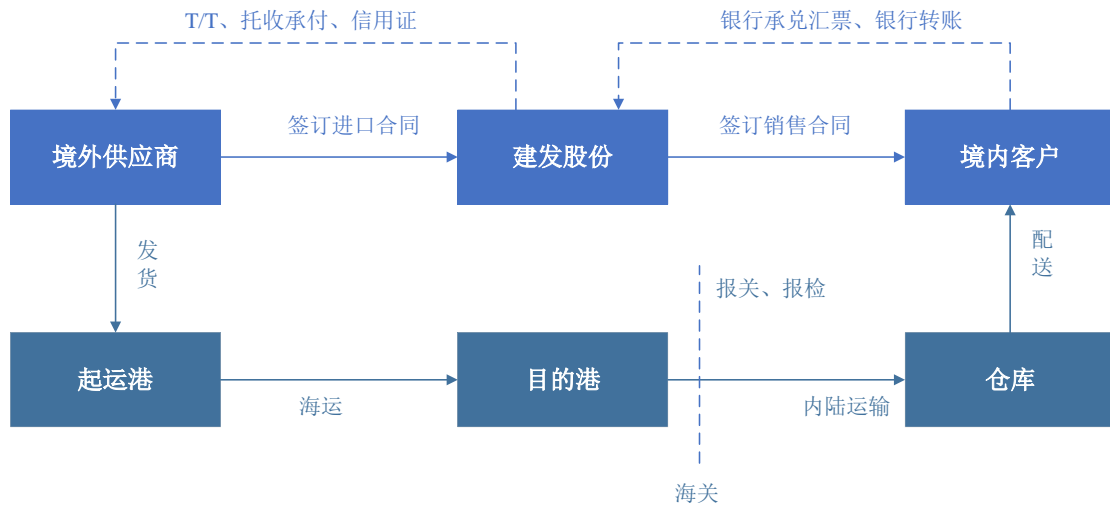 T/T、托收承付、信用证
银行承兑汇票、银行转账
境外供应商
签订进口合同
建发股份
签订销售合同
境内客户
发
货
配
送
报关、报检
起运港
海运
目的港
内陆运输
仓库
海关